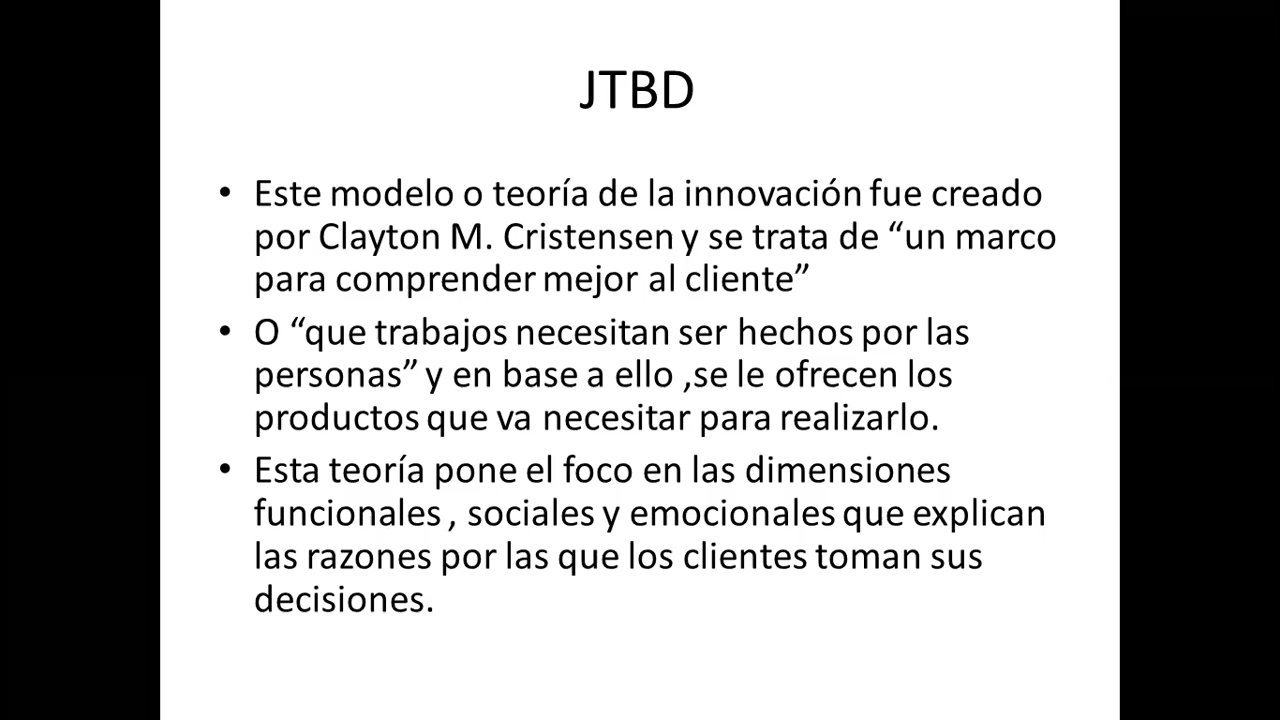 JTBD
• Este modelo o teoría de la innovación fue creado
por Clayton M. Cristensen y se trata de “un marco
para comprender mejor al cliente”
• O “que trabajos necesitan ser hechos por las
personas” y en base a ello ,se le ofrecen los
productos que va necesitar para realizarlo.
• Esta teoría pone el foco en las dimensiones
funcionales , sociales y emocionales que explican
las razones por las que los clientes toman sus
decisiones.